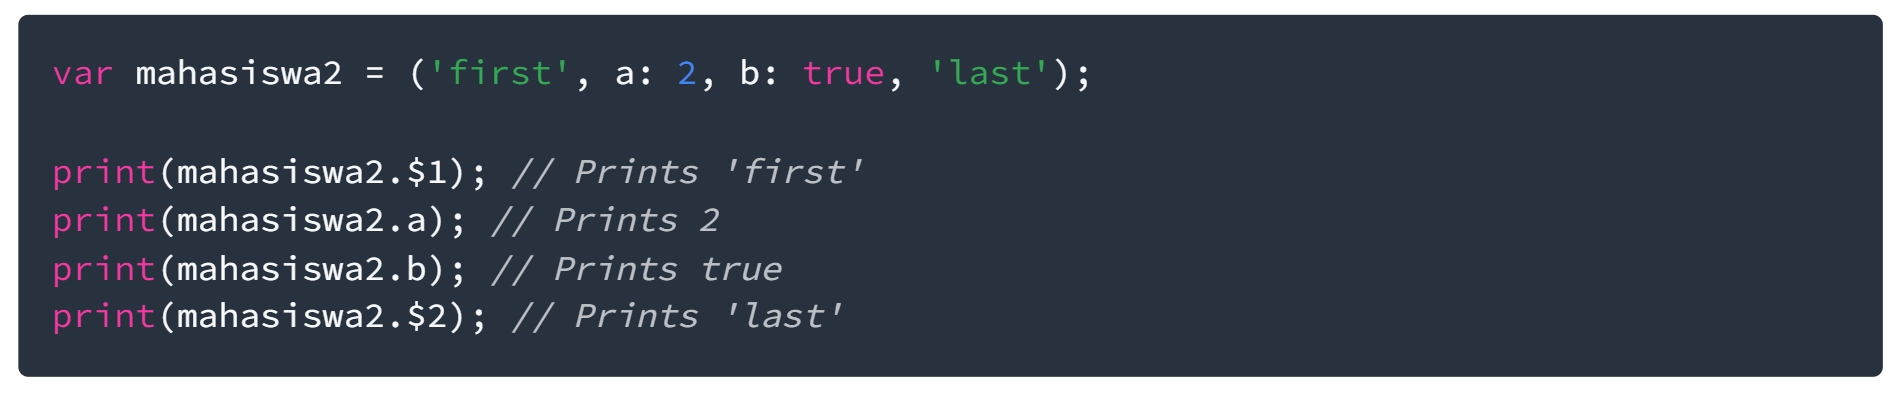 var mahasiswa2 = ('first', a: 2, b: true, 'last');
print(mahasiswa2.$1); // Prints 'first'
print(mahasiswa2.a); // Prints 2
print(mahasiswa2.b); // Prints true
print(mahasiswa2.$2); // Prints 'last'